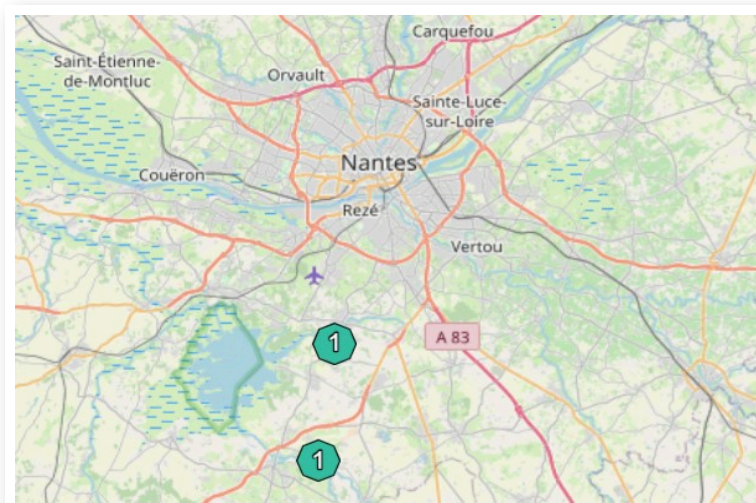 Carquefou
Saint-Étienne-
de-Montluc
Orvault
Sainte-Luce-
sur-Loire
Nantes
Couëron
Rezé
Vertou
A 83
1
1